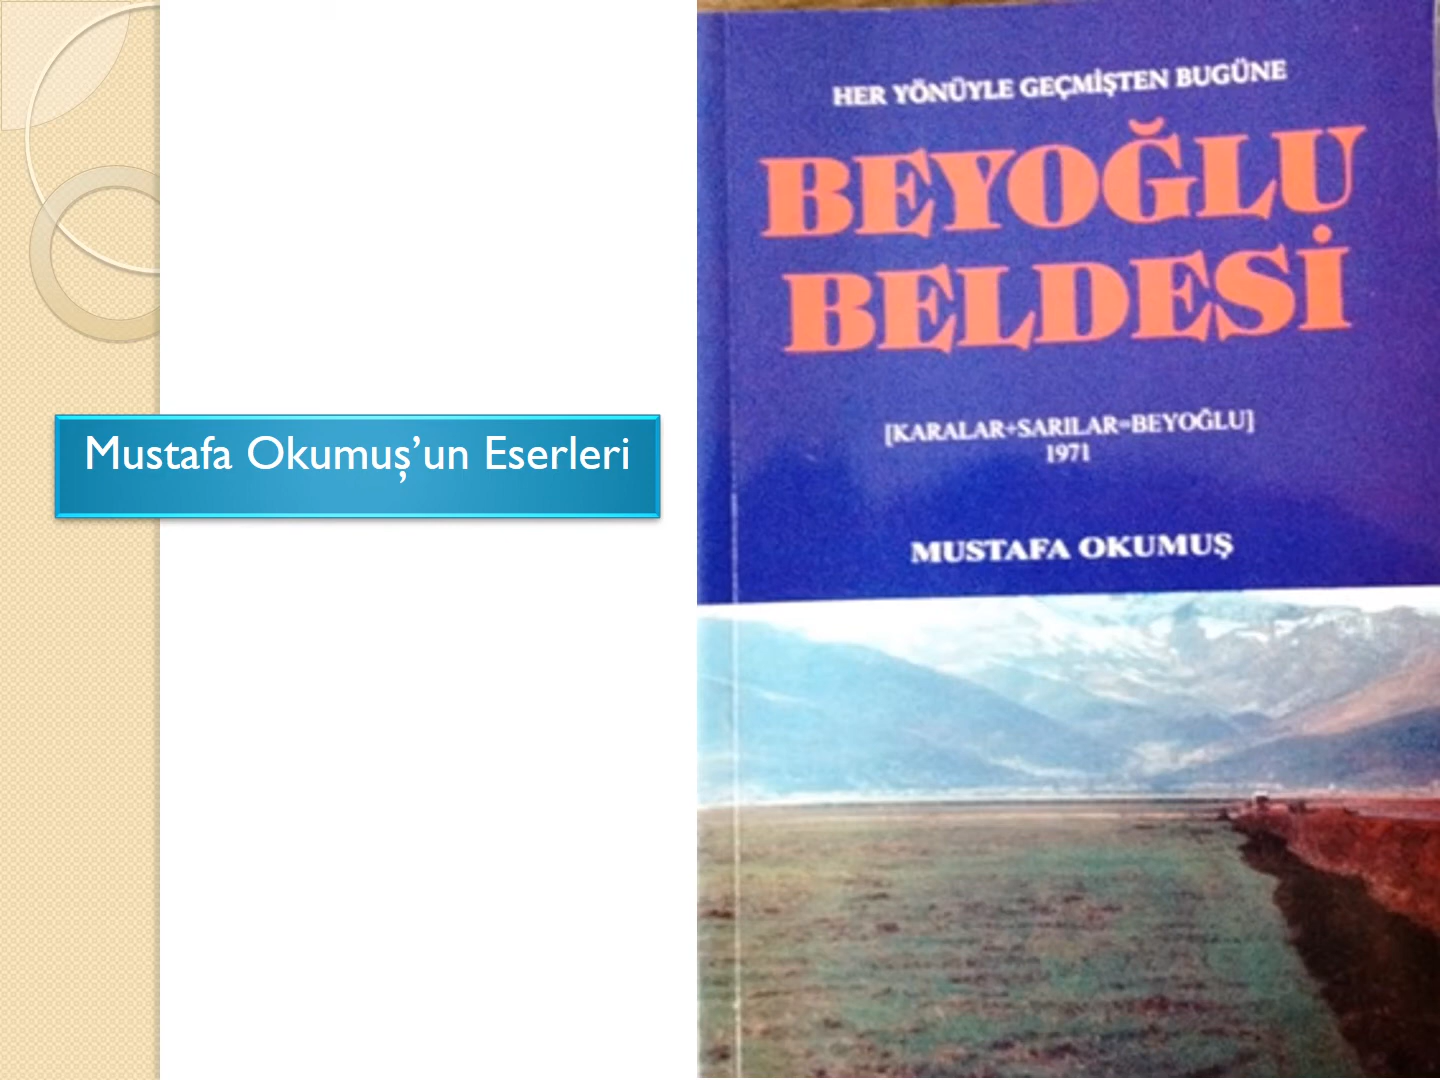 Mustafa Okumuş’un Eserleri
HER YÖNÜYLE GEÇMİŞTEN BUGÜNE
BEYOĞLU
BELDESİ
[KARALAR+SARILAR=BEYOĞLU]
1971
MUSTAFA OKUMUŞ